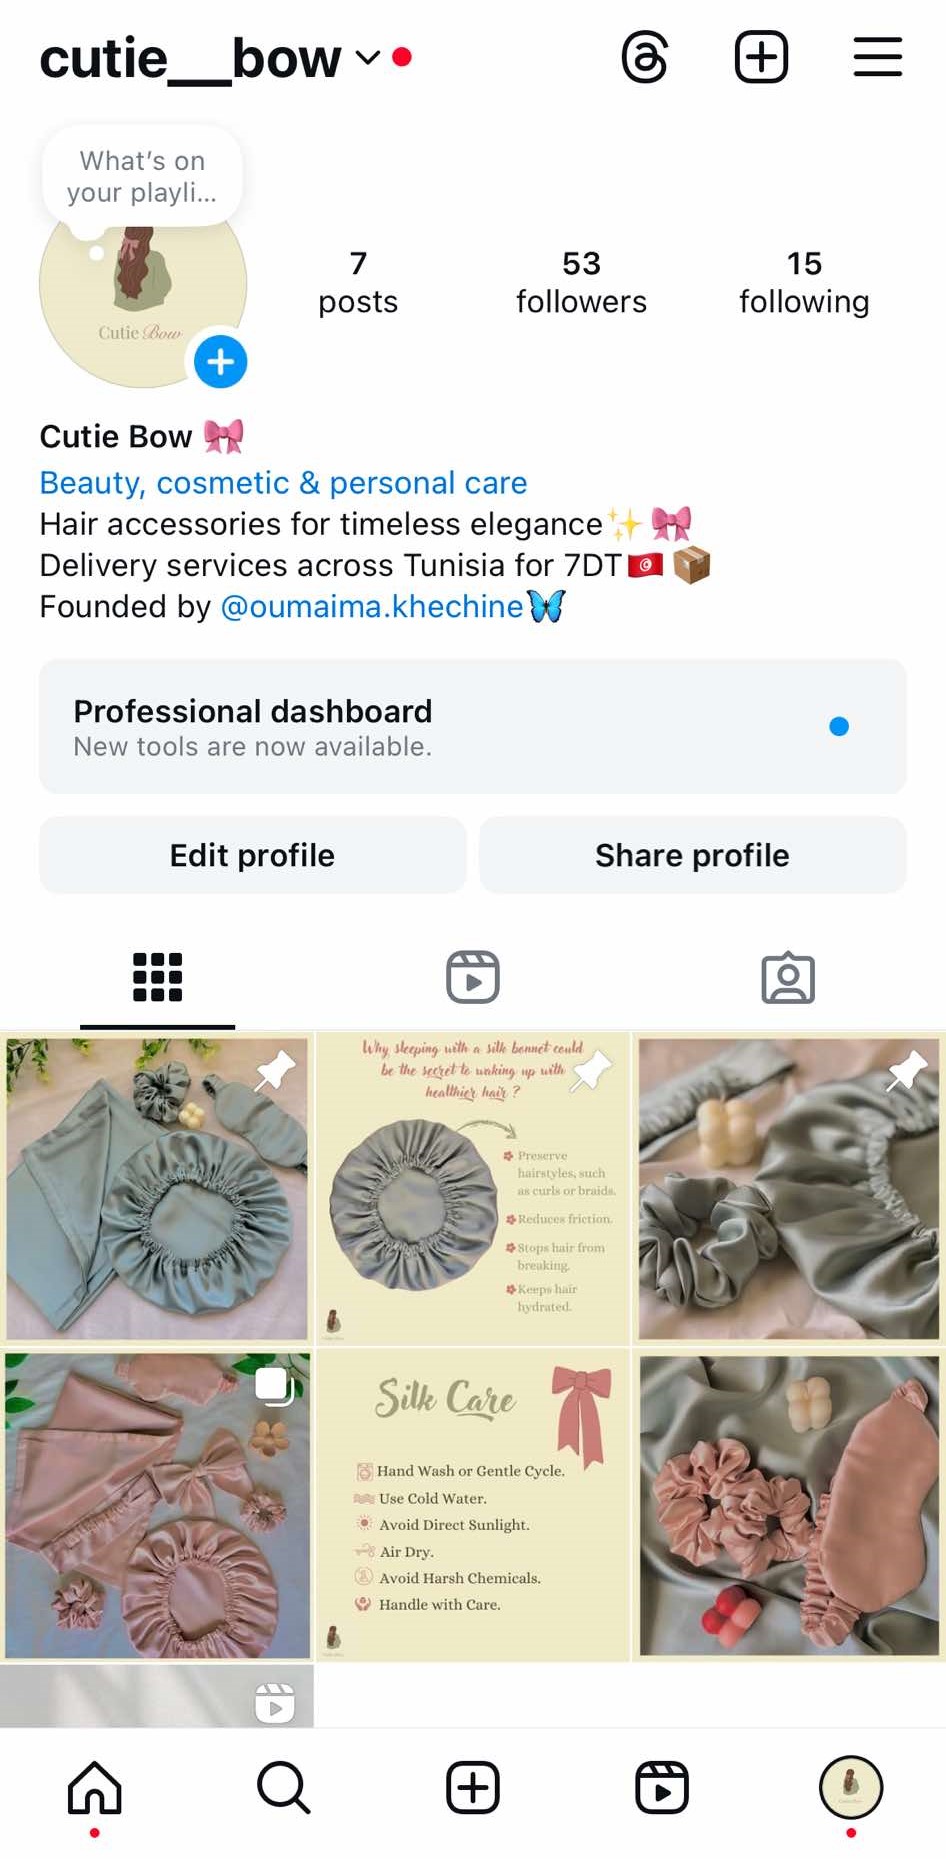 cutie__bow
What's on
your playli...
Cutie Bow
7
posts
53
followers
15
following
Cutie Bow 🎀
Beauty, cosmetic & personal care
Hair accessories for timeless elegance✨🎀
Delivery services across Tunisia for 7DT🇹🇳📦
Founded by @oumaima.khechine🦋
Professional dashboard
New tools are now available.
Edit profile
Share profile
Why sleeping with a silk bonnet could
be the secret to waking up with
healthier hair ?
Preserve
hairstyles, such
as curls or braids.
Reduces friction.
Stops hair from
breaking.
Keeps hair
hydrated.
Silk Care
Hand Wash or Gentle Cycle.
Use Cold Water.
Avoid Direct Sunlight.
Air Dry.
Avoid Harsh Chemicals.
Handle with Care.